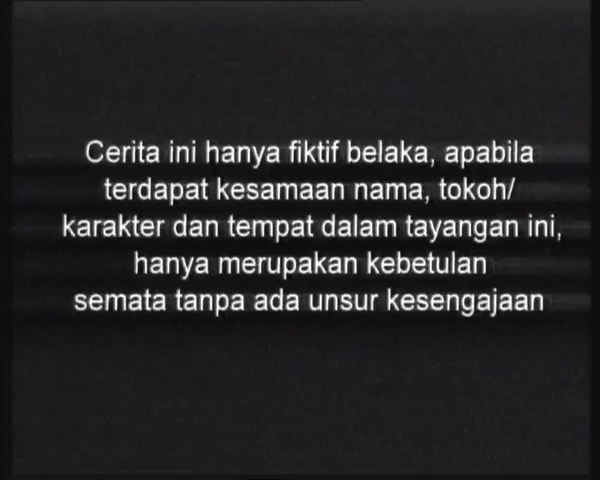 Cerita ini hanya fiktif belaka, apabila
terdapat kesamaan nama, tokoh/
karakter dan tempat dalam tayangan ini,
hanya merupakan kebetulan
semata tanpa ada unsur kesengajaan